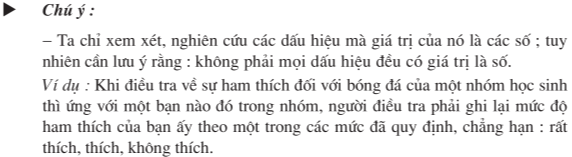 ► Chú ý :
– Ta chỉ xem xét, nghiên cứu các dấu hiệu mà giá trị của nó là các số ; tuy
nhiên cần lưu ý rằng : không phải mọi dấu hiệu đều có giá trị là số.
Ví dụ : Khi điều tra về sự ham thích đối với bóng đá của một nhóm học sinh
thì ứng với một bạn nào đó trong nhóm, người điều tra phải ghi lại mức độ
ham thích của bạn ấy theo một trong các mức đã quy định, chẳng hạn : rất
thích, thích, không thích.